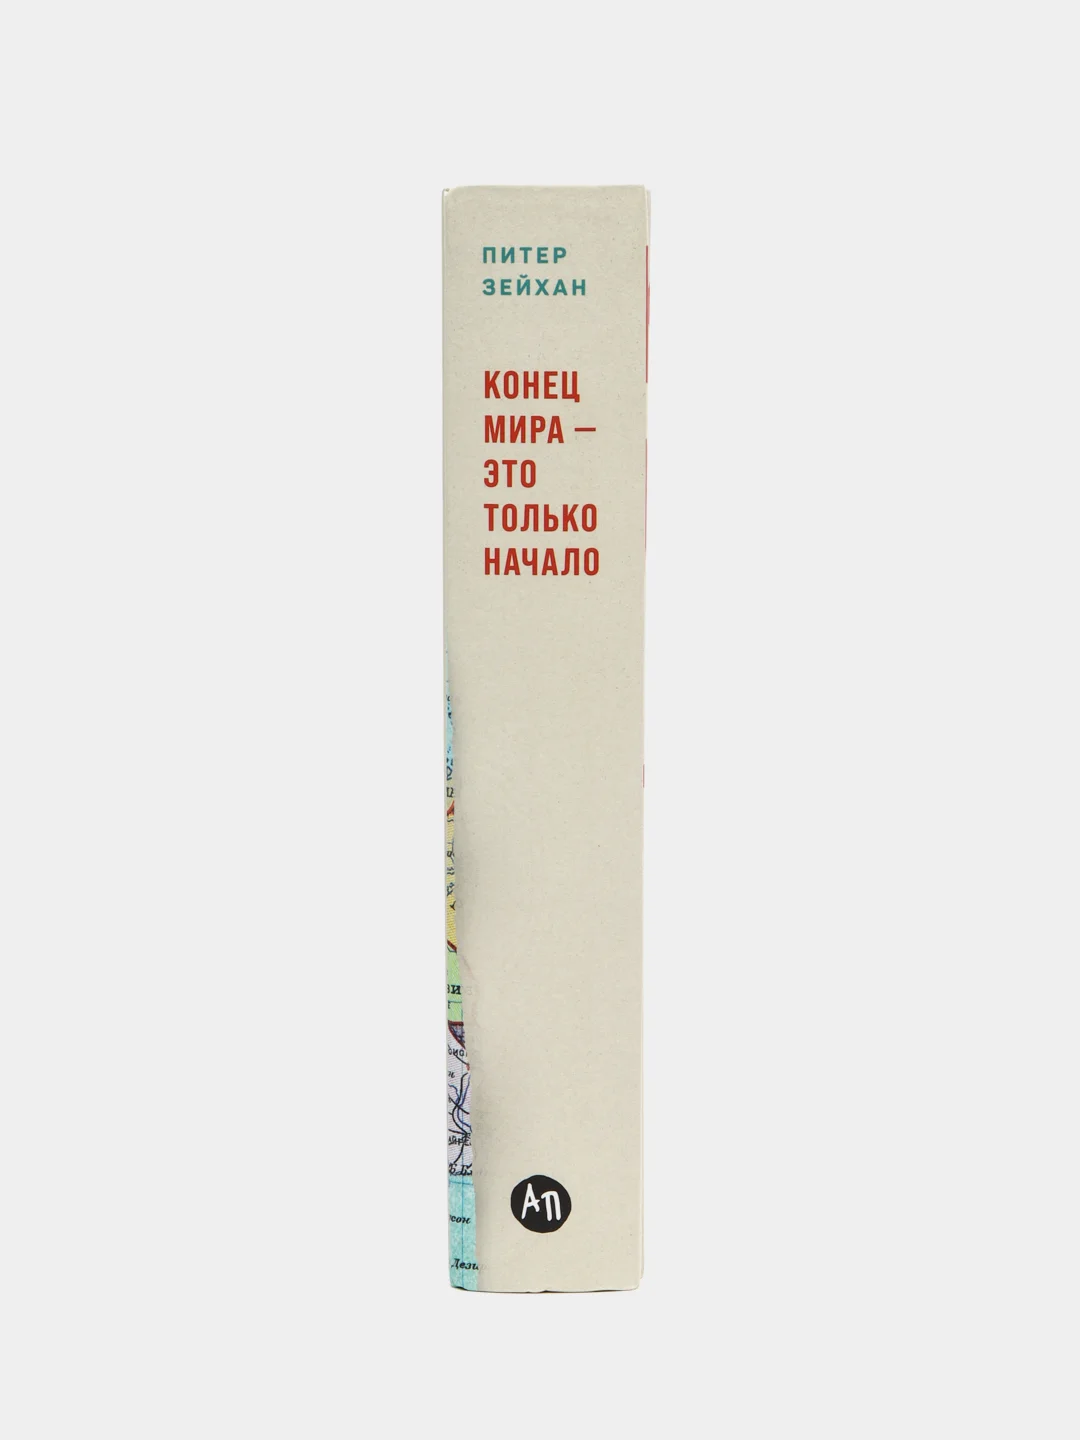 ПИТЕР
ЗЕЙХАН
КОНЕЦ
МИРА —
ЭТО
ТОЛЬКО
НАЧАЛО
АП